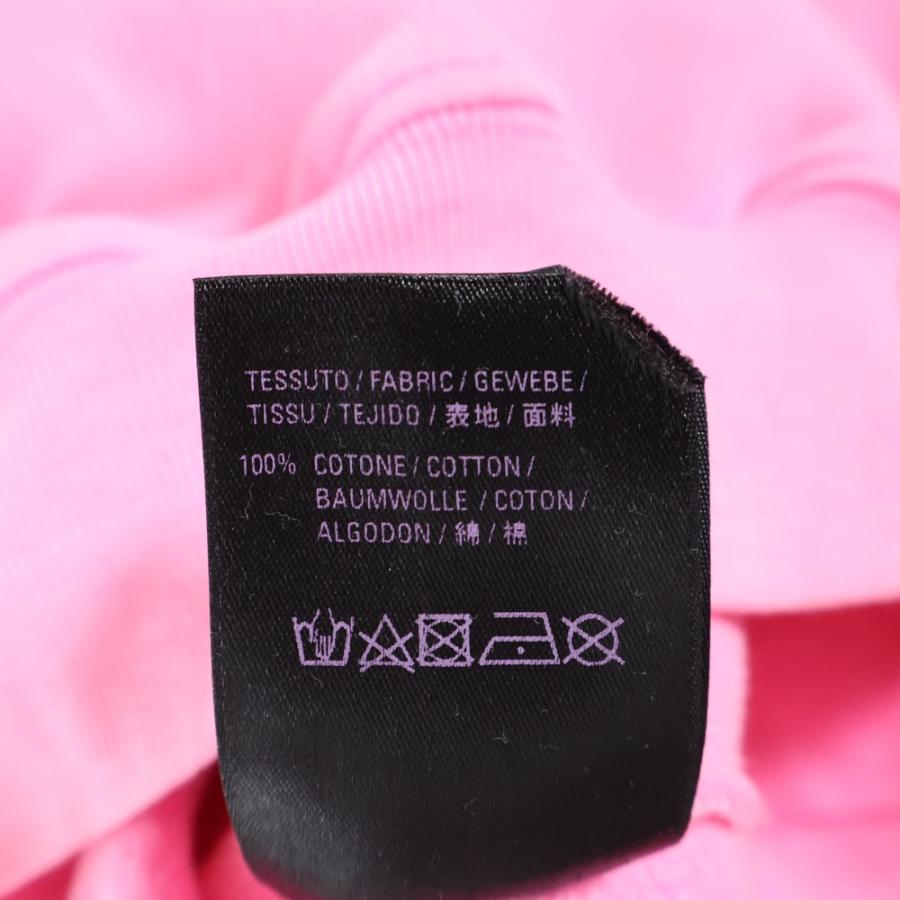 TESSUTO / FABRIC / GEWEBE /
TISSU / TEJIDO / 表地 / 面料
100% COTONE / COTTON /
BAUMWOLLE / COTON /
ALGODON / 綿 / 棉